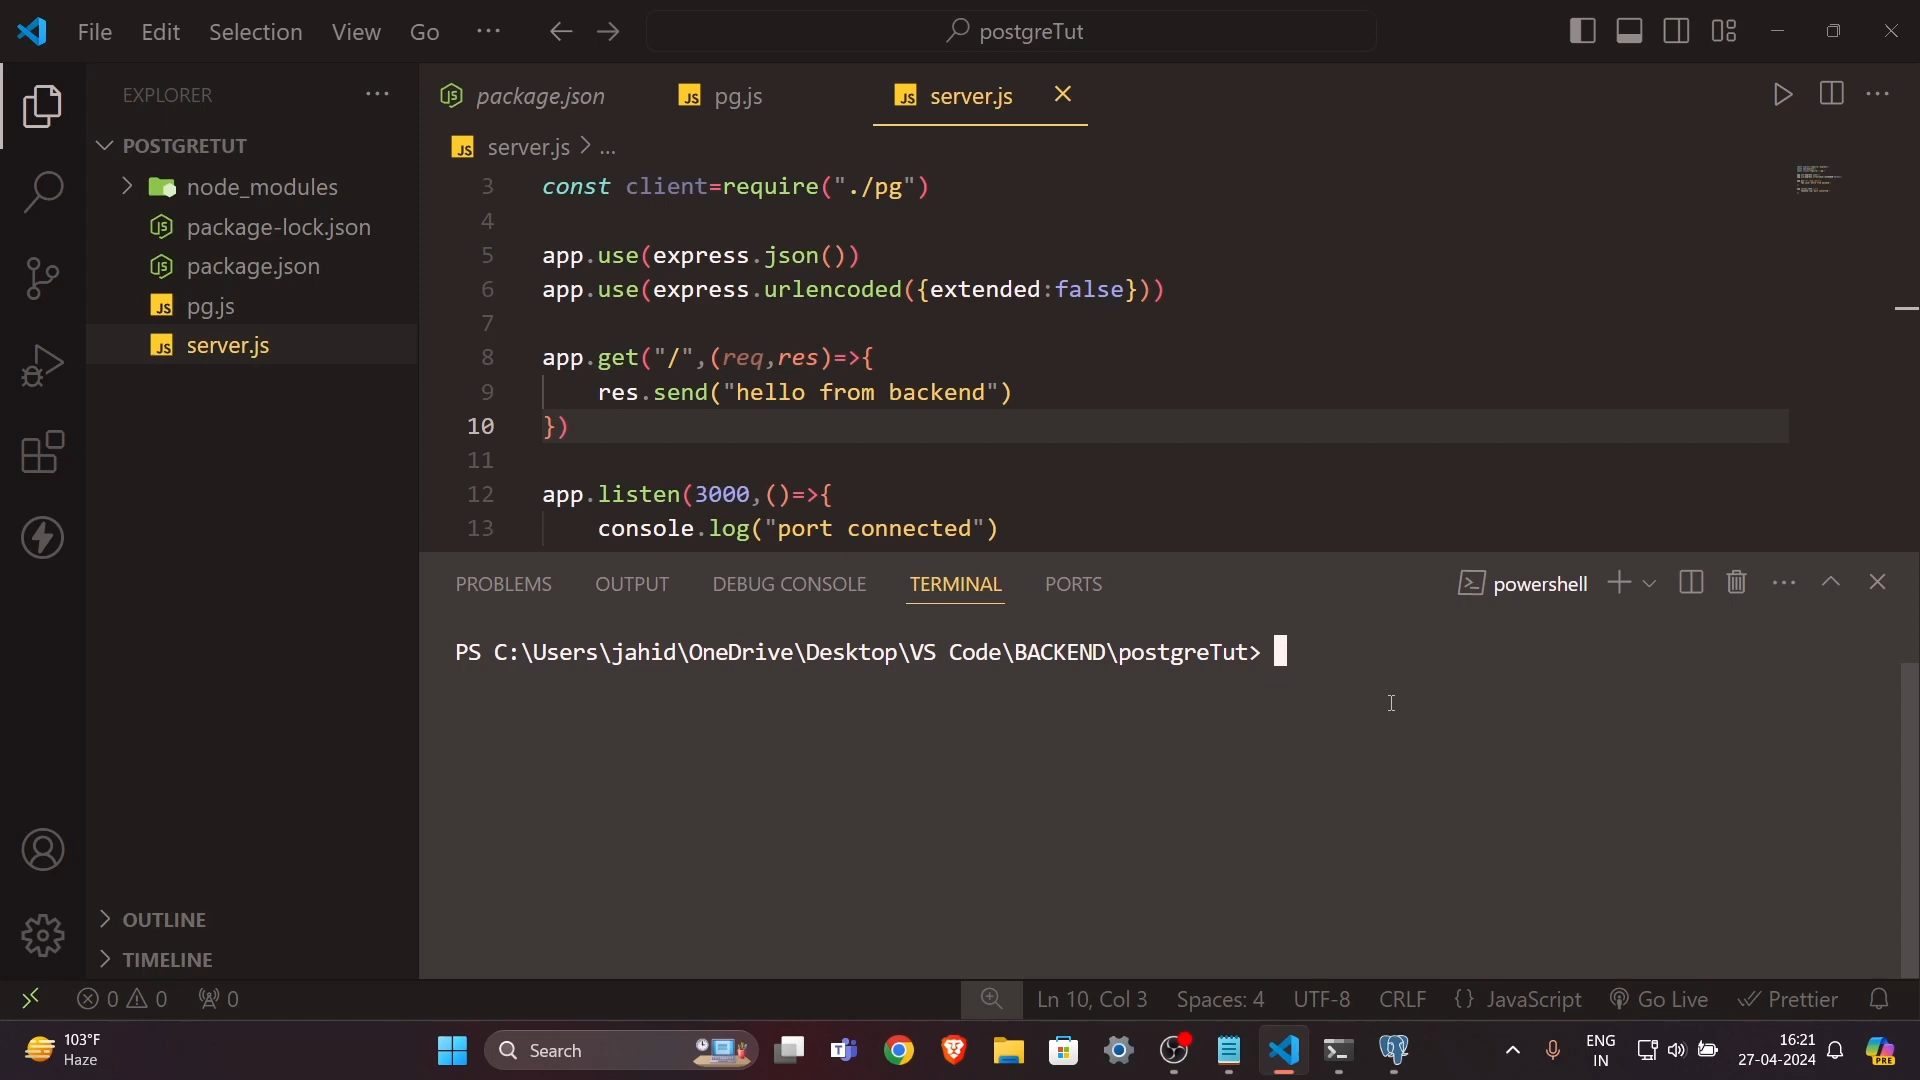 File Edit Selection View Go ... postgreTut
EXPLORER
package.json pg.js server.js
POSTGRETUT
server.js > ...
node_modules
package-lock.json
package.json
pg.js
server.js
3 const client=require("./pg")
4
5 app.use(express.json())
6 app.use(express.urlencoded({extended:false}))
7
8 app.get("/",(req,res)=>{
9 res.send("hello from backend")
10 })
11
12 app.listen(3000,()=>{
13 console.log("port connected")
PROBLEMS OUTPUT DEBUG CONSOLE TERMINAL PORTS powershell
PS C:\Users\jahid\OneDrive\Desktop\VS Code\BACKEND\postgreTut>
OUTLINE
TIMELINE
0 0 0 Ln 10, Col 3 Spaces: 4 UTF-8 CRLF {} JavaScript Go Live Prettier
103°F
Haze
Search
ENG
IN
16:21
27-04-2024
PRE